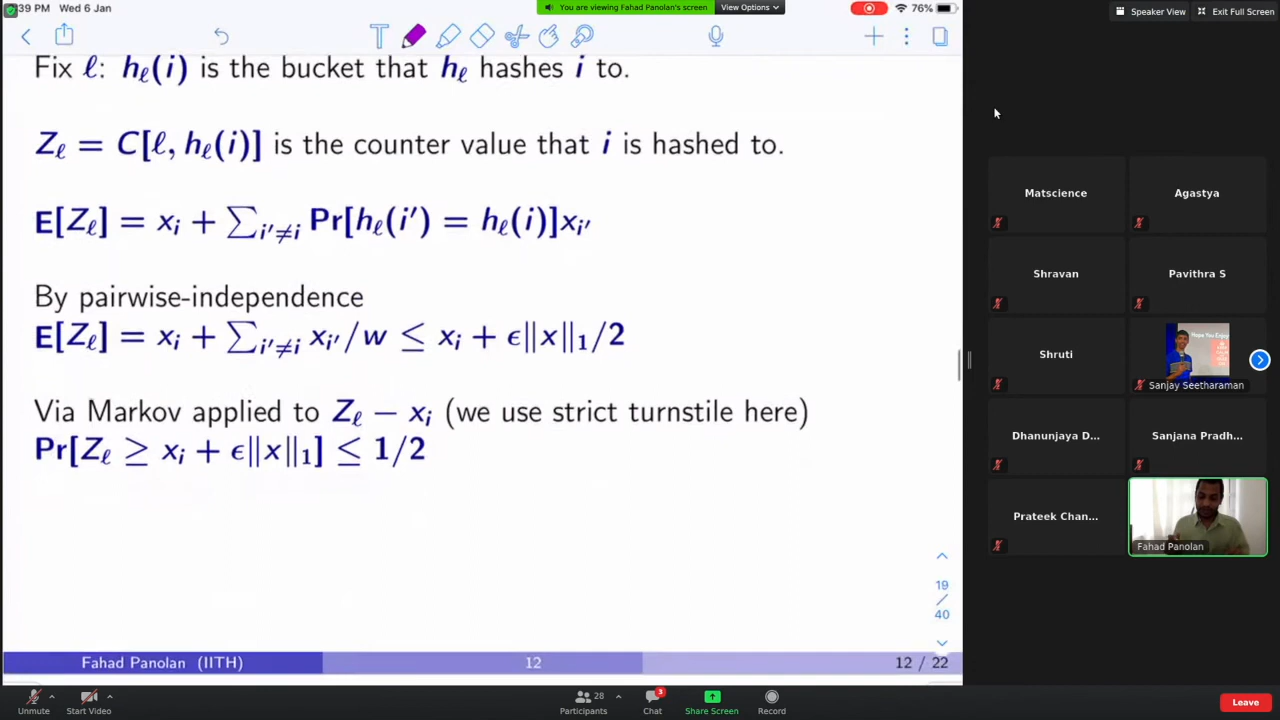 :39 PM Wed 6 Jan
You are viewing Fahad Panolan's screen
View Options
76%
Speaker View
Exit Full Screen
Fix ℓ: hℓ(i) is the bucket that hℓ hashes i to.
Zℓ = C[ℓ, hℓ(i)] is the counter value that i is hashed to.
E[Zℓ] = xᵢ + ∑_{i′≠i} Pr[hℓ(i′) = hℓ(i)]x_{i′}
By pairwise-independence
E[Zℓ] = xᵢ + ∑_{i′≠i} x_{i′}/w ≤ xᵢ + ϵ‖x‖₁/2
Via Markov applied to Zℓ − xᵢ (we use strict turnstile here)
Pr[Zℓ ≥ xᵢ + ϵ‖x‖₁] ≤ 1/2
19
/
40
Fahad Panolan (IITH)
12
12 / 22
Matscience
Agastya
Shravan
Pavithra S
Shruti
Sanjay Seetharaman
Dhanunjaya D...
Sanjana Pradh...
Prateek Chan...
Fahad Panolan
Unmute
Start Video
28
Participants
3
Chat
Share Screen
Record
Leave